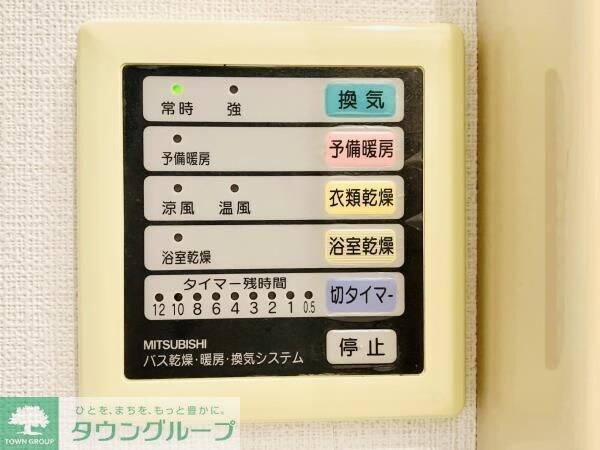 常時 強 換気
予備暖房 予備暖房
涼風 温風 衣類乾燥
浴室乾燥 浴室乾燥
タイマー残時間
12 10 8 6 4 3 2 1 0.5 切タイマー
MITSUBISHI 停止
バス乾燥・暖房・換気システム
ひとを、まちを、もっと豊かに。
TOWN GROUP タウングループ